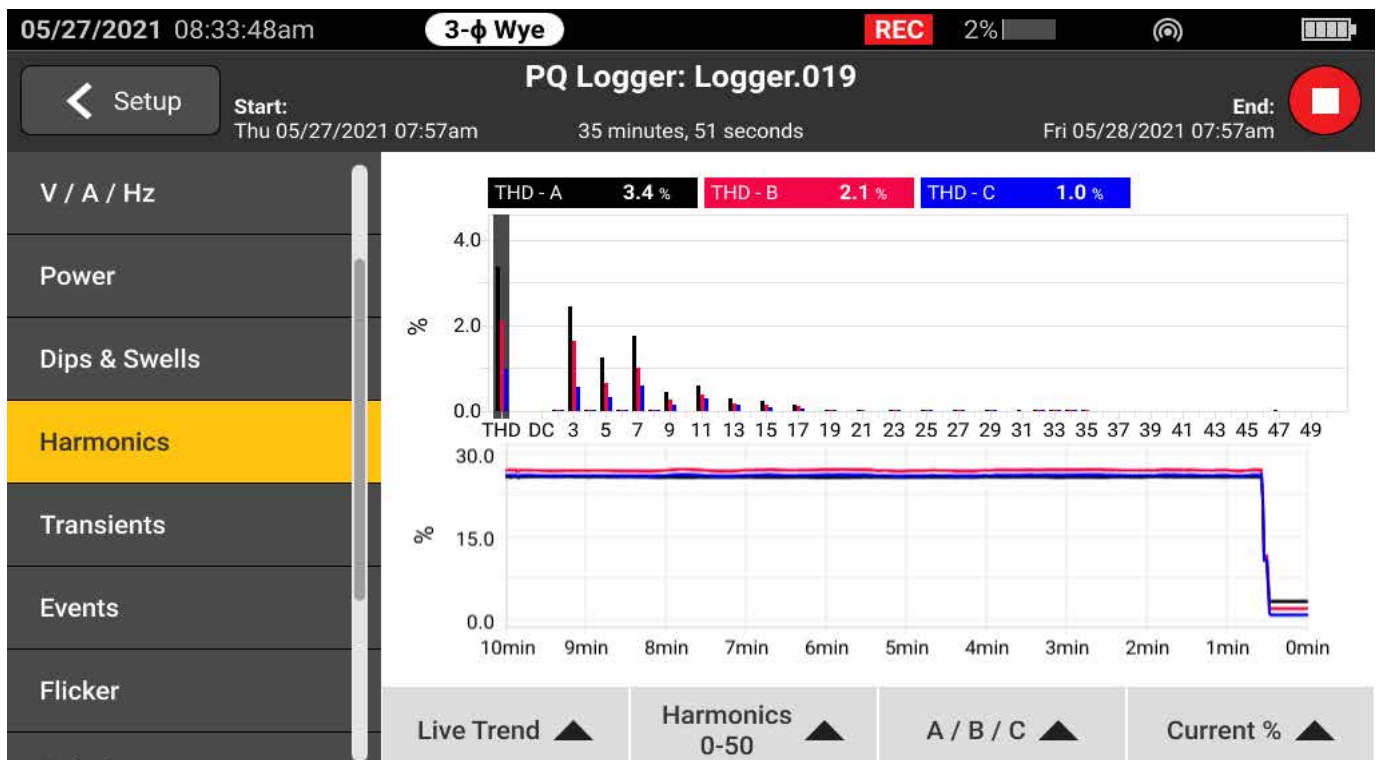 05/27/2021 08:33:48am 3-ϕ Wye REC 2%
Setup
PQ Logger: Logger.019
Start:
Thu 05/27/2021 07:57am
35 minutes, 51 seconds
End:
Fri 05/28/2021 07:57am
V / A / Hz
Power
Dips & Swells
Harmonics
Transients
Events
Flicker
THD - A 3.4 % THD - B 2.1 % THD - C 1.0 %
4.0
%
2.0
0.0
THD DC 3 5 7 9 11 13 15 17 19 21 23 25 27 29 31 33 35 37 39 41 43 45 47 49
30.0
%
15.0
0.0
10min 9min 8min 7min 6min 5min 4min 3min 2min 1min 0min
Live Trend
Harmonics
0-50
A / B / C
Current %